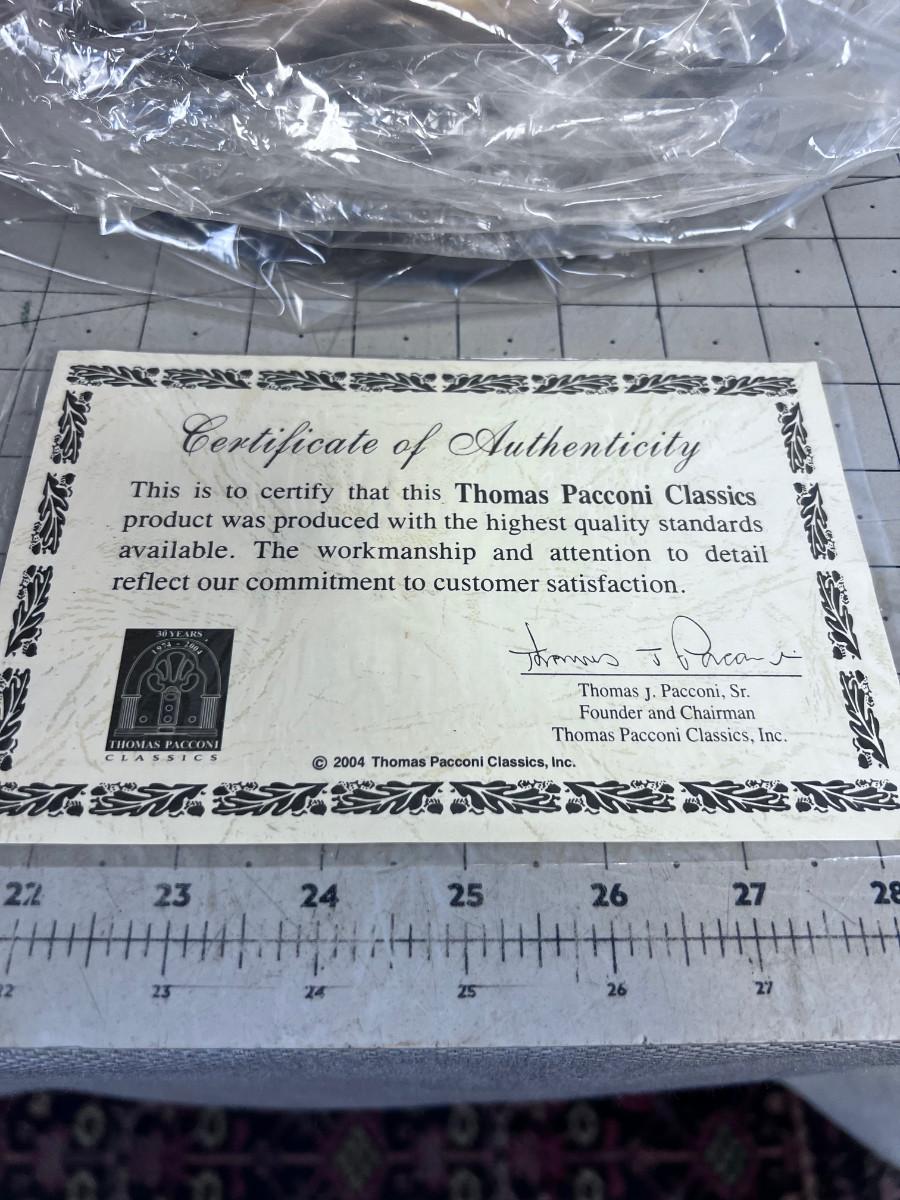 Certificate of Authenticity
This is to certify that this Thomas Pacconi Classics
product was produced with the highest quality standards
available. The workmanship and attention to detail
reflect our commitment to customer satisfaction.
30 YEARS
1974 - 2004
THOMAS PACCONI
CLASSICS
Thomas J Pacconi
Thomas J. Pacconi, Sr.
Founder and Chairman
Thomas Pacconi Classics, Inc.
© 2004 Thomas Pacconi Classics, Inc.
22 23 24 25 26 27 28
22 23 24 25 26 27